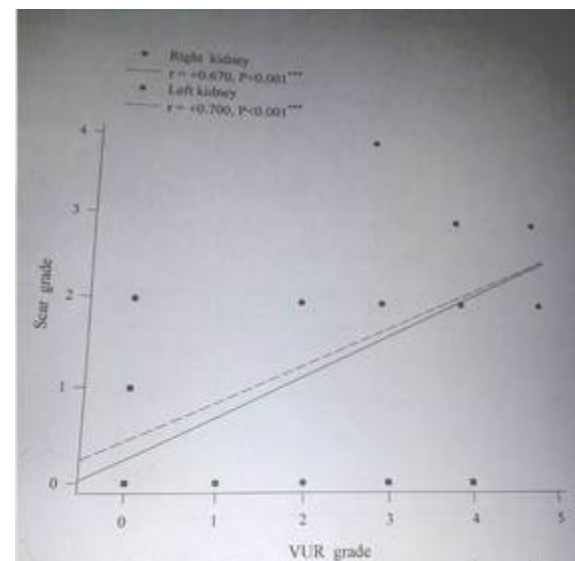 Right kidney
r = +0.670, P<0.001***
Left kidney
r = +0.700, P<0.001***
4
3
2
1
0
Scar grade
0 1 2 3 4 5
VUR grade